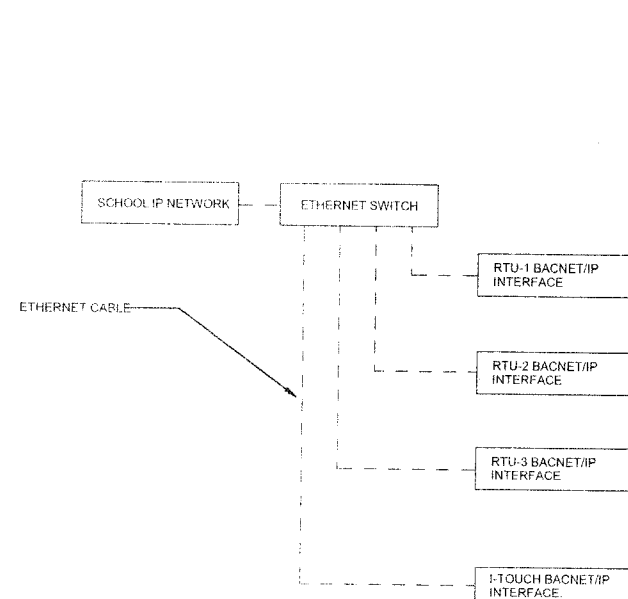 SCHOOL IP NETWORK
ETHERNET SWITCH
RTU-1 BACNET/IP
INTERFACE
ETHERNET CABLE
RTU-2 BACNET/IP
INTERFACE
RTU-3 BACNET/IP
INTERFACE
I-TOUCH BACNET/IP
INTERFACE.